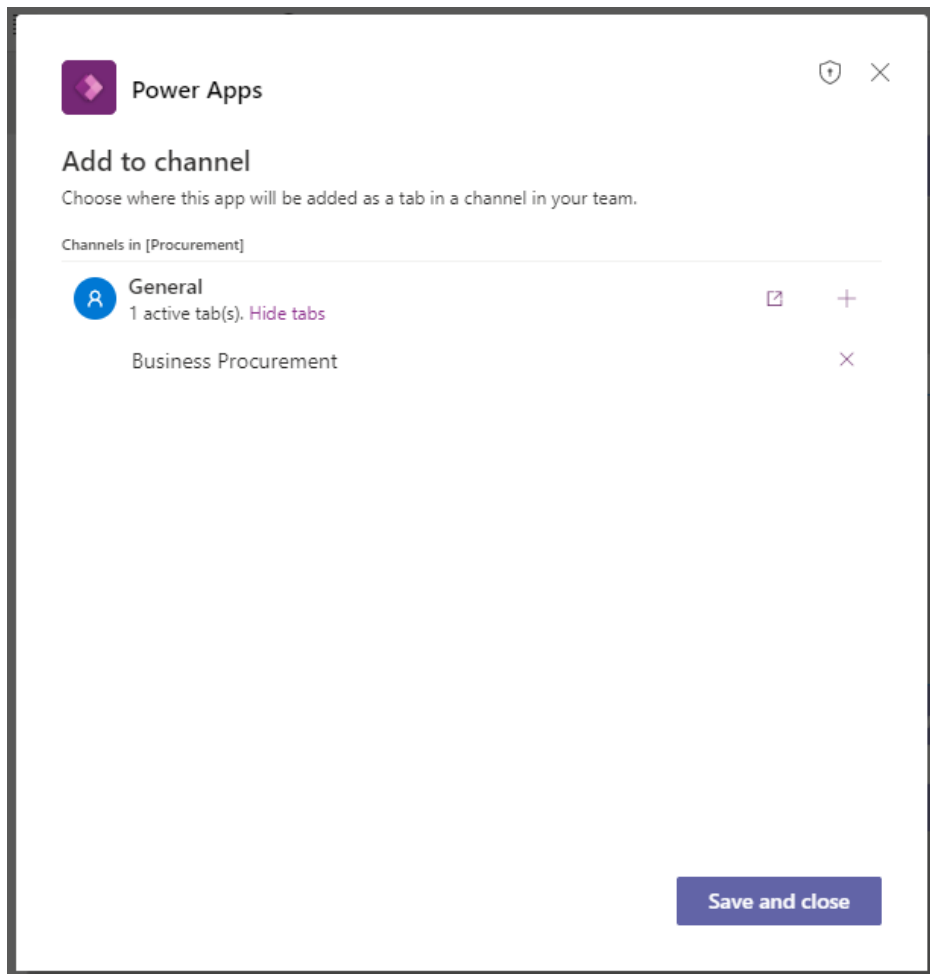 Power Apps
Add to channel
Choose where this app will be added as a tab in a channel in your team.
Channels in [Procurement]
General
1 active tab(s). Hide tabs
Business Procurement
Save and close